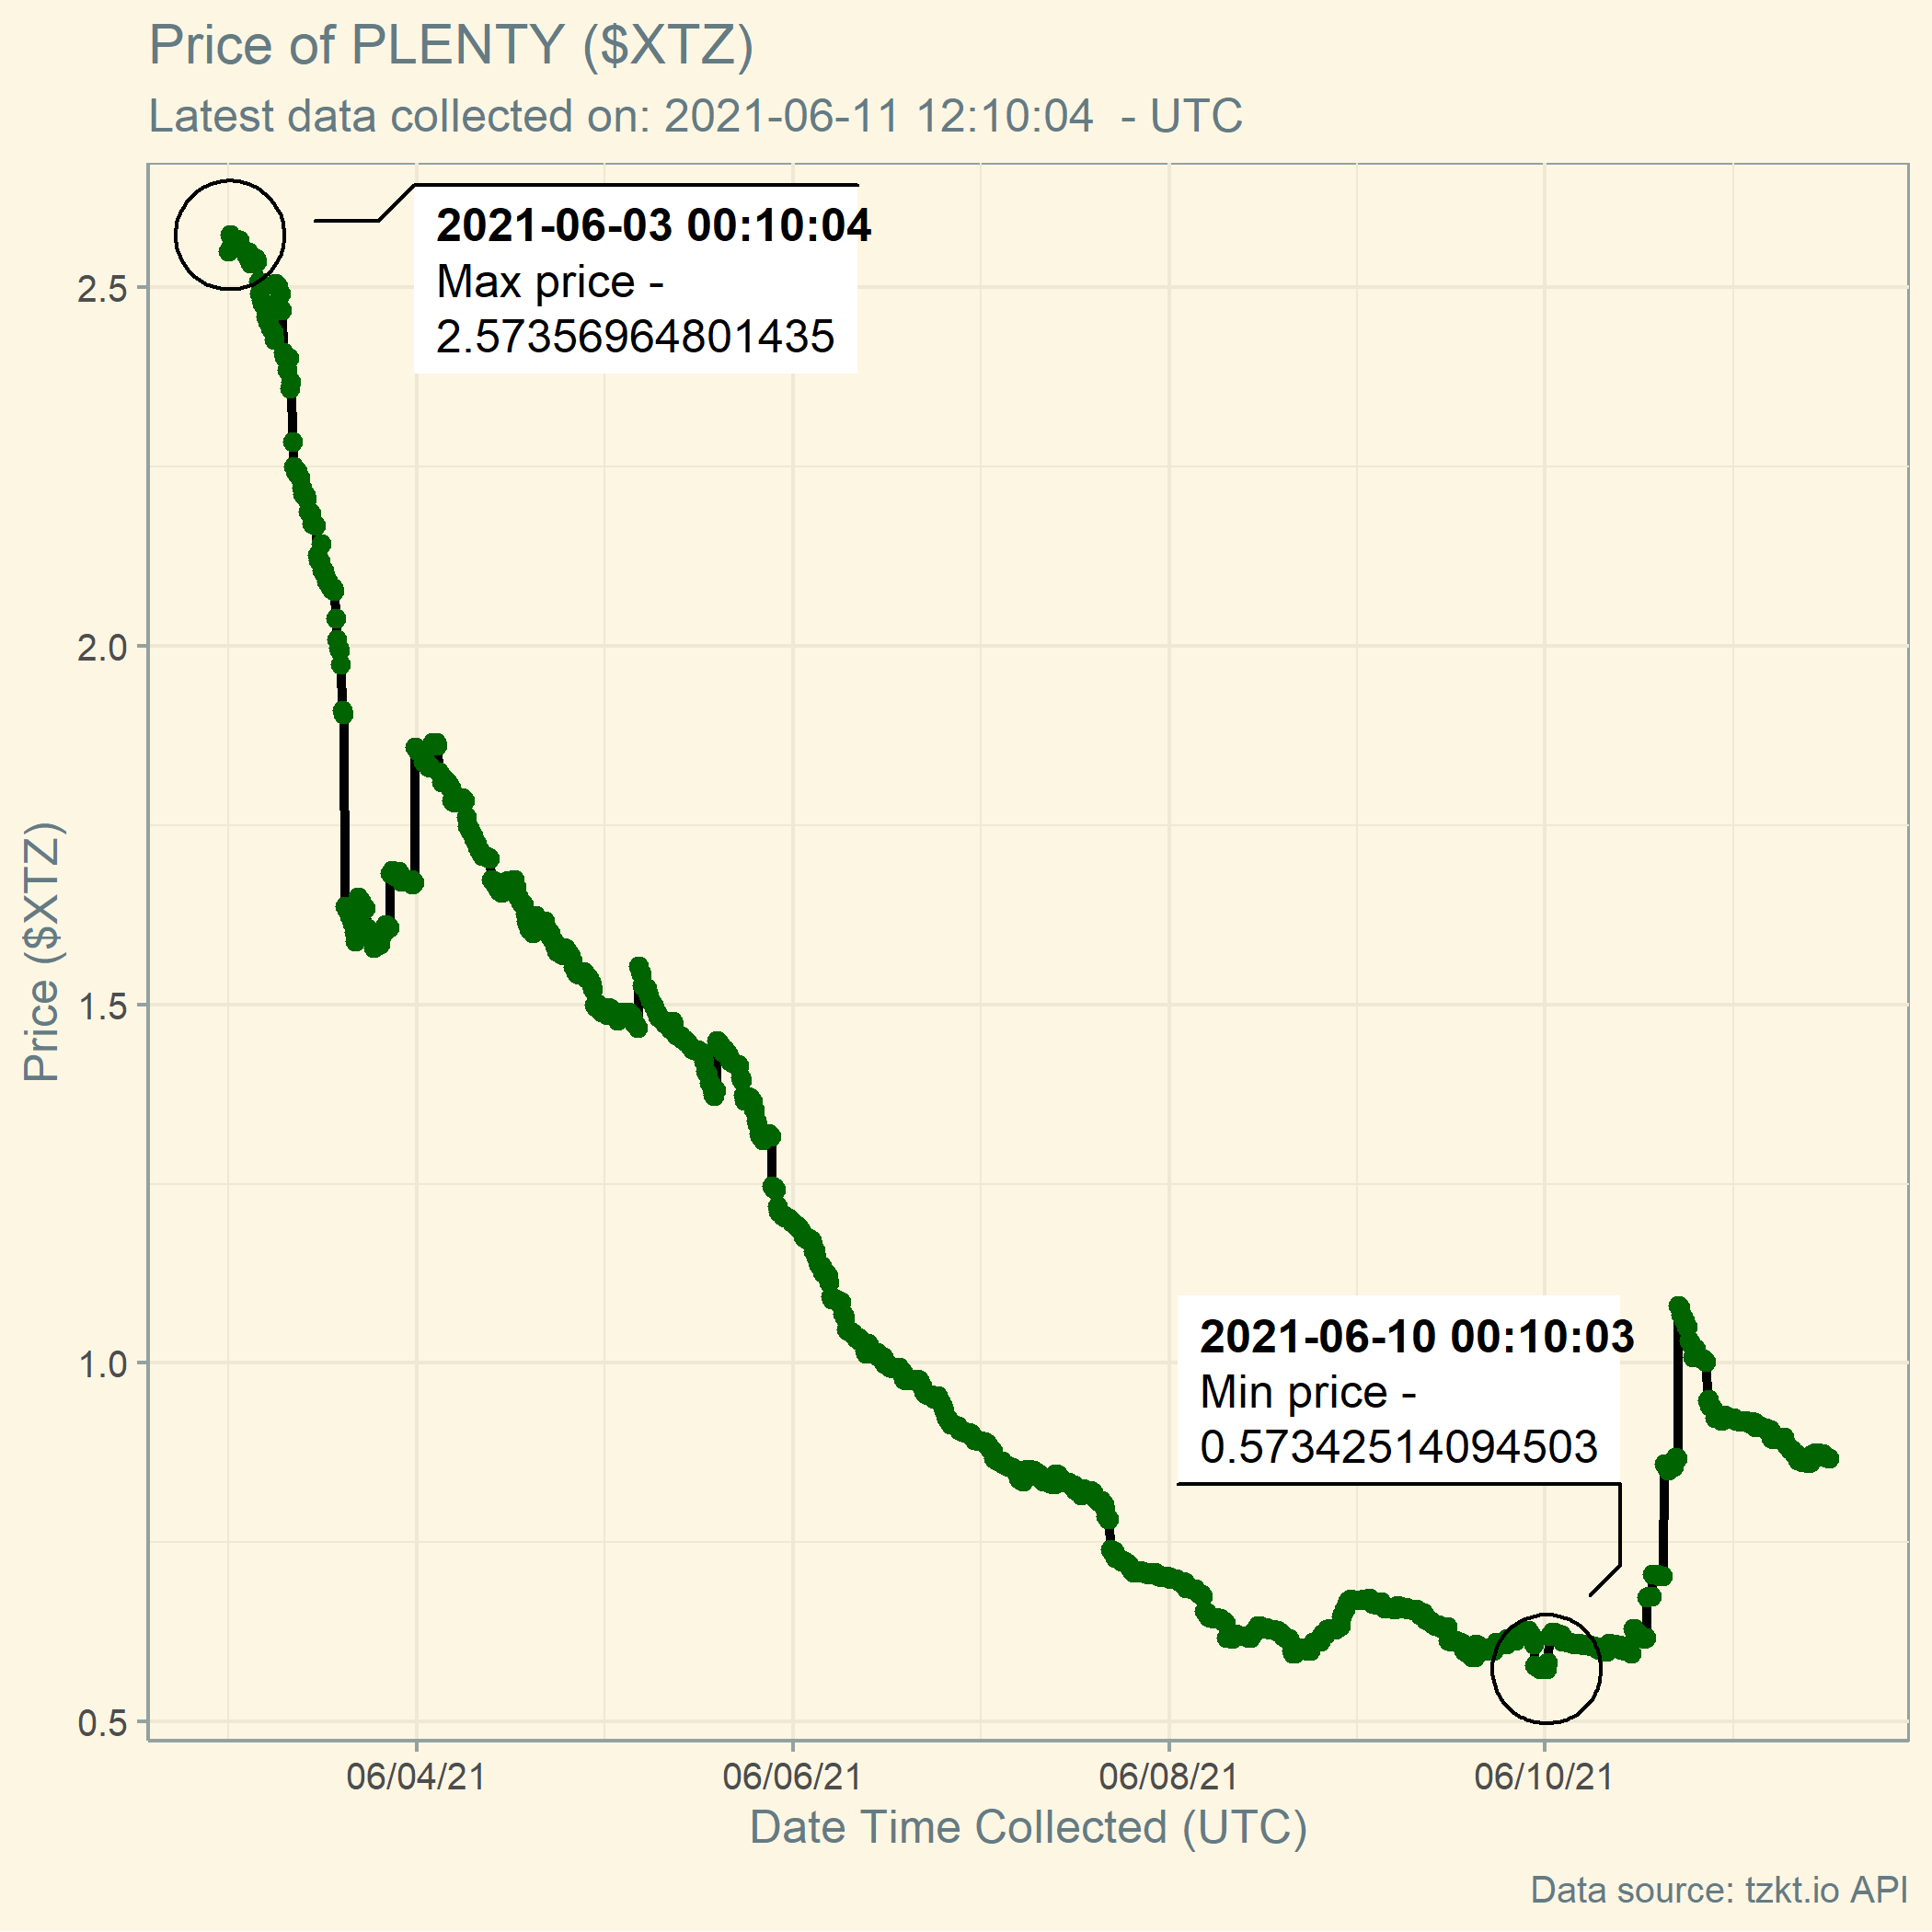 Price of PLENTY ($XTZ)
Latest data collected on: 2021-06-11 12:10:04  - UTC
2021-06-03 00:10:04
Max price -
2.57356964801435
2021-06-10 00:10:03
Min price -
0.57342514094503
Price ($XTZ)
2.5
2.0
1.5
1.0
0.5
06/04/21 06/06/21 06/08/21 06/10/21
Date Time Collected (UTC)
Data source: tzkt.io API